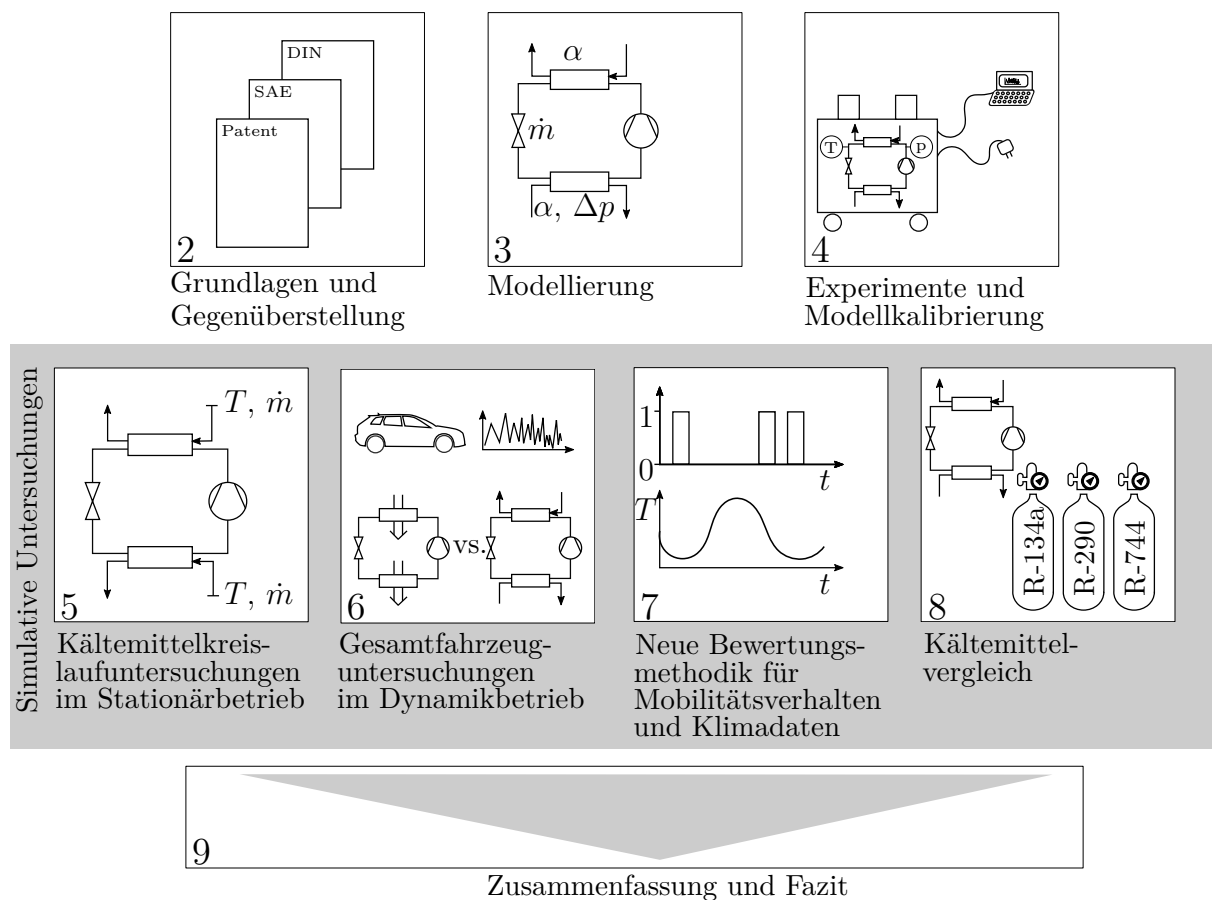 DIN
SAE
Patent
2
Grundlagen und
Gegenüberstellung
α
ṁ
α, Δp
3
Modellierung
T
p
4
Experimente und
Modellkalibrierung
Simulative Untersuchungen
T, ṁ
T, ṁ
5
Kältemittelkreis-
laufuntersuchungen
im Stationärbetrieb
vs.
6
Gesamtfahrzeug-
untersuchungen
im Dynamikbetrieb
1
0
t
T
t
7
Neue Bewertungs-
methodik für
Mobilitätsverhalten
und Klimadaten
R-134a
R-290
R-744
8
Kältemittel-
vergleich
9
Zusammenfassung und Fazit